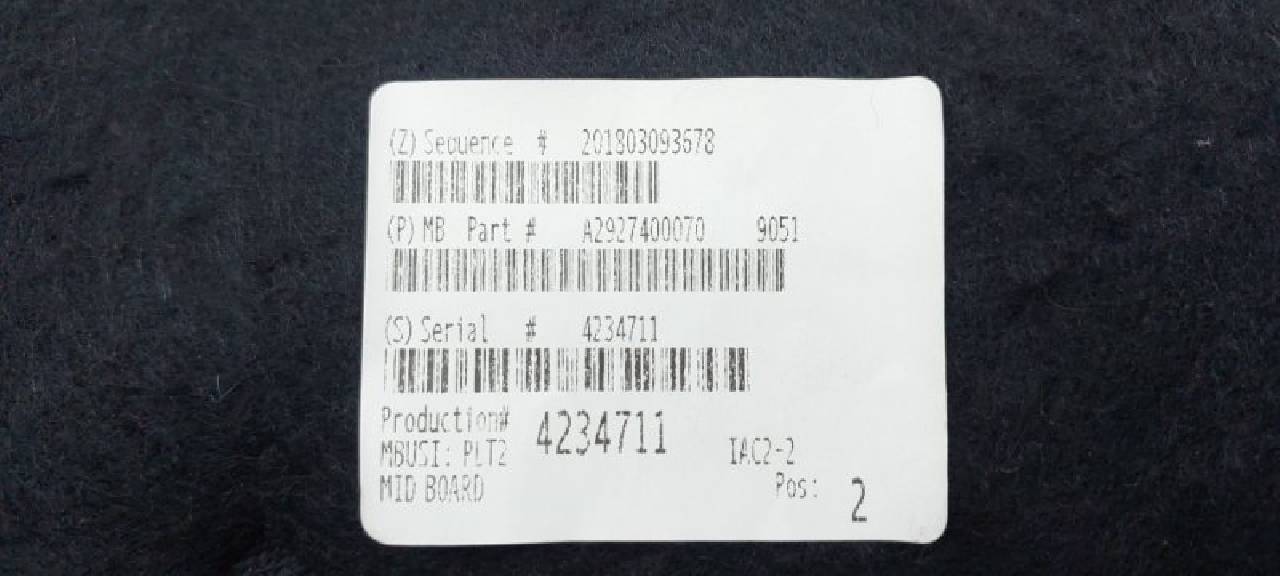 (Z) Sequence # 201803093678
(P) MB Part # A2927400070 9051
(S) Serial # 4234711
Production# 4234711
MBUSI: PLT2 IAC2-2
MID BOARD Pos: 2